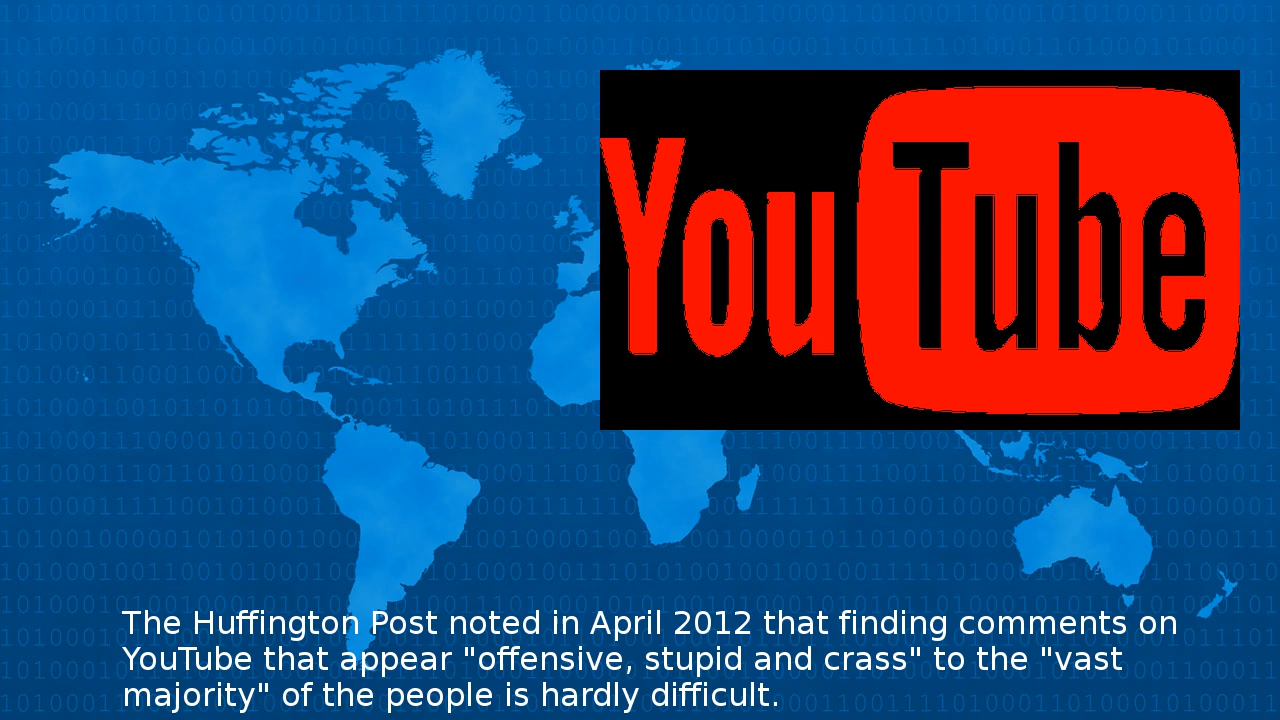 YouTube
The Huffington Post noted in April 2012 that finding comments on
YouTube that appear "offensive, stupid and crass" to the "vast
majority" of the people is hardly difficult.